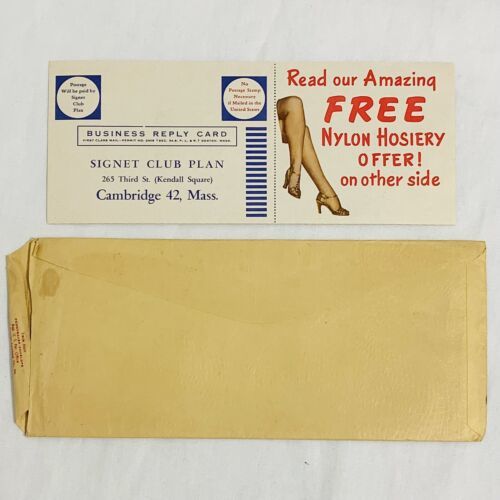 Postage
Will be paid by
Signet
Club
Plan
No
Postage Stamp
Necessary
if Mailed in the
United States
BUSINESS REPLY CARD
SIGNET CLUB PLAN
265 Third St. (Kendall Square)
Cambridge 42, Mass.
Read our Amazing
FREE
NYLON HOSIERY
OFFER!
on other side